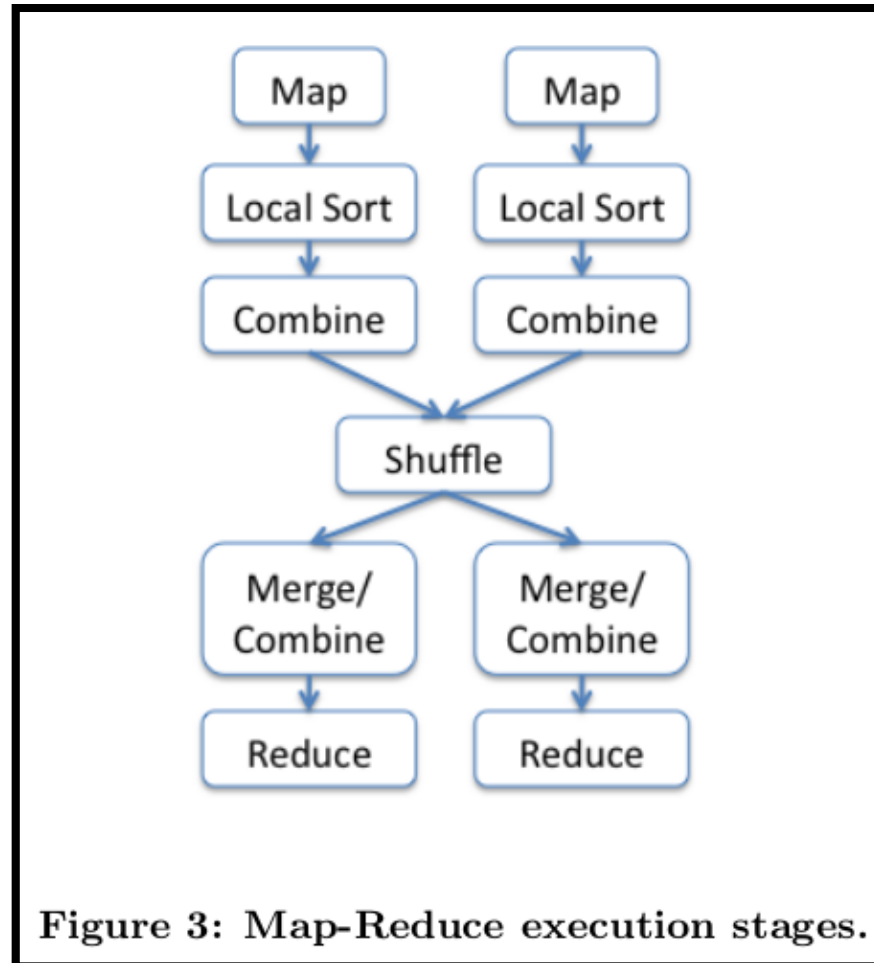 Map Map
Local Sort Local Sort
Combine Combine
Shuffle
Merge/ Merge/
Combine Combine
Reduce Reduce
Figure 3: Map-Reduce execution stages.